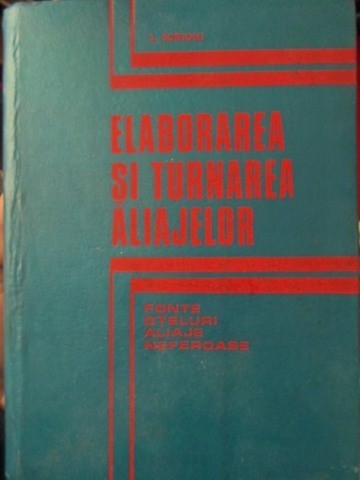 ELABORAREA
ȘI TURNAREA
ALIAJELOR
FONTE
OȚELURI
ALIAJE
NEFEROASE